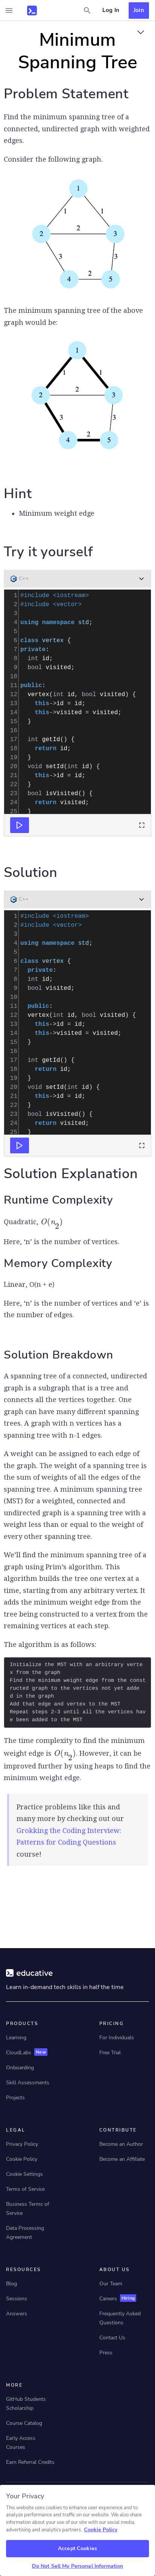 Log In
Join
Minimum
Spanning Tree
Problem Statement
Find the minimum spanning tree of a
connected, undirected graph with weighted
edges.
Consider the following graph.
1
1
1
2
2
3
3
3
2
4
5
The minimum spanning tree of the above
graph would be:
1
1
1
2
2
3
3
3
2
4
5
Hint
Minimum weight edge
Try it yourself
C++
1 #include <iostream>
2 #include <vector>
3
4 using namespace std;
5
6 class vertex {
7 private:
8 int id;
9 bool visited;
10
11 public:
12 vertex(int id, bool visited) {
13 this->id = id;
14 this->visited = visited;
15 }
16
17 int getId() {
18 return id;
19 }
20 void setId(int id) {
21 this->id = id;
22 }
23 bool isVisited() {
24 return visited;
25 }
Solution
C++
1 #include <iostream>
2 #include <vector>
3
4 using namespace std;
5
6 class vertex {
7 private:
8 int id;
9 bool visited;
10
11 public:
12 vertex(int id, bool visited) {
13 this->id = id;
14 this->visited = visited;
15 }
16
17 int getId() {
18 return id;
19 }
20 void setId(int id) {
21 this->id = id;
22 }
23 bool isVisited() {
24 return visited;
25 }
Solution Explanation
Runtime Complexity
Quadratic, O(n2)
Here, ‘n’ is the number of vertices.
Memory Complexity
Linear, O(n + e)
Here, ‘n’ is the number of vertices and ‘e’ is
the number of edges.
Solution Breakdown
A spanning tree of a connected, undirected
graph is a subgraph that is a tree and
connects all the vertices together. One
graph can have many different spanning
trees. A graph with n vertices has a
spanning tree with n-1 edges.
A weight can be assigned to each edge of
the graph. The weight of a spanning tree is
the sum of weights of all the edges of the
spanning tree. A minimum spanning tree
(MST) for a weighted, connected and
undirected graph is a spanning tree with a
weight less than or equal to the weight of
every other spanning tree.
We’ll find the minimum spanning tree of a
graph using Prim’s algorithm. This
algorithm builds the tree one vertex at a
time, starting from any arbitrary vertex. It
adds the minimum weight edge from the
tree being constructed to a vertex from the
remaining vertices at each step.
The algorithm is as follows:
Initialize the MST with an arbitrary verte
x from the graph
Find the minimum weight edge from the const
ructed graph to the vertices not yet adde
d in the graph
Add that edge and vertex to the MST
Repeat steps 2-3 until all the vertices hav
e been added to the MST
The time complexity to find the minimum
weight edge is O(n2). However, it can be
improved further by using heaps to find the
minimum weight edge.
Practice problems like this and
many more by checking out our
Grokking the Coding Interview:
Patterns for Coding Questions
course!
educative
Learn in-demand tech skills in half the time
PRODUCTS
Learning
CloudLabs New
Onboarding
Skill Assessments
Projects
PRICING
For Individuals
Free Trial
LEGAL
Privacy Policy
Cookie Policy
Cookie Settings
Terms of Service
Business Terms of
Service
Data Processing
Agreement
CONTRIBUTE
Become an Author
Become an Affiliate
RESOURCES
Blog
Sessions
Answers
ABOUT US
Our Team
Careers Hiring
Frequently Asked
Questions
Contact Us
Press
MORE
GitHub Students
Scholarship
Course Catalog
Early Access
Courses
Earn Referral Credits
Your Privacy
Our website uses cookies to enhance user experience and to
analyze performance and traffic on our website. We also share
information about your use of our site with our social media,
advertising and analytics partners. Cookie Policy
Accept Cookies
Do Not Sell My Personal Information